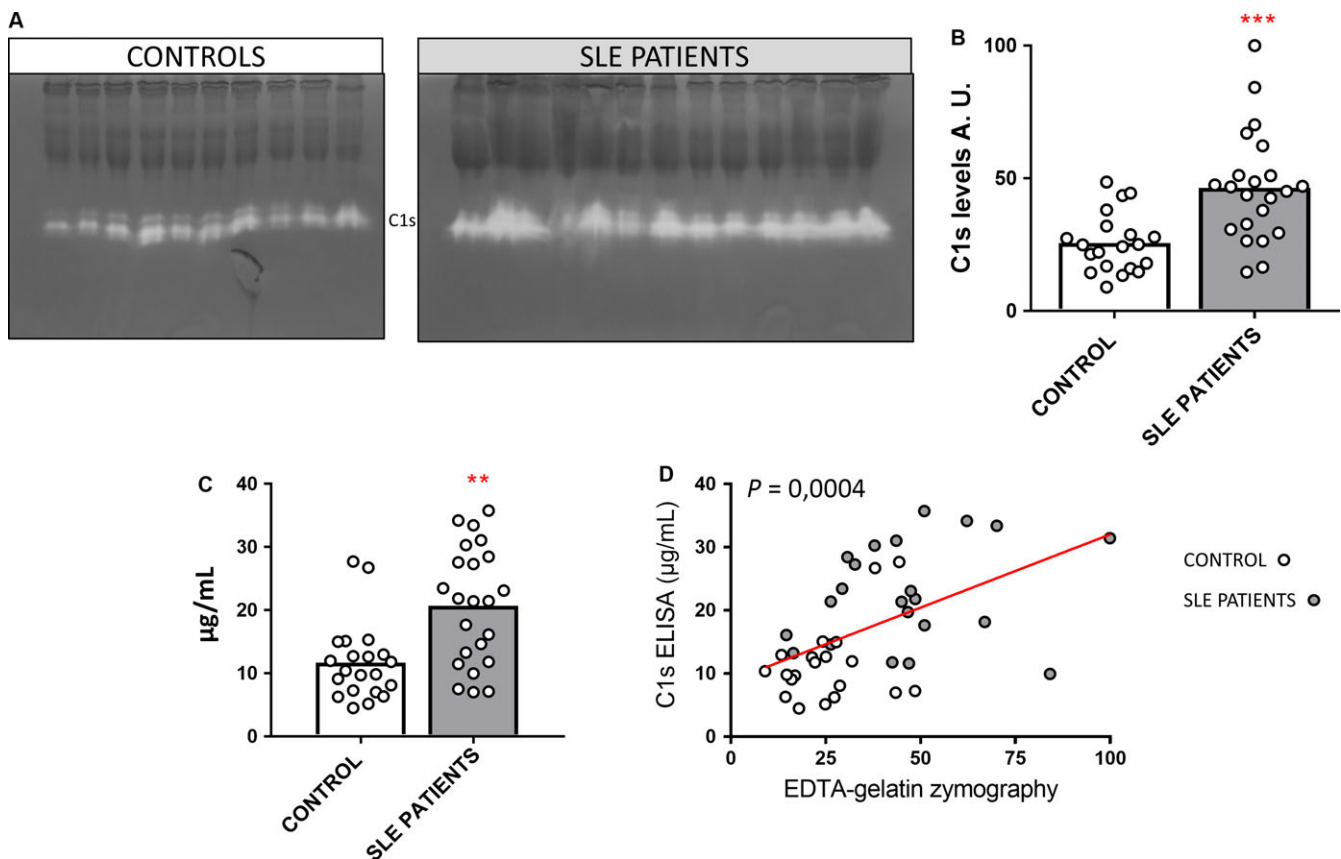 A
CONTROLS
SLE PATIENTS
C1s
B
***
C1s levels A. U.
100
50
0
CONTROL
SLE PATIENTS
C
**
µg/mL
40
30
20
10
0
CONTROL
SLE PATIENTS
D
P = 0,0004
C1s ELISA (µg/mL)
40
30
20
10
0
0 25 50 75 100
EDTA-gelatin zymography
CONTROL
SLE PATIENTS